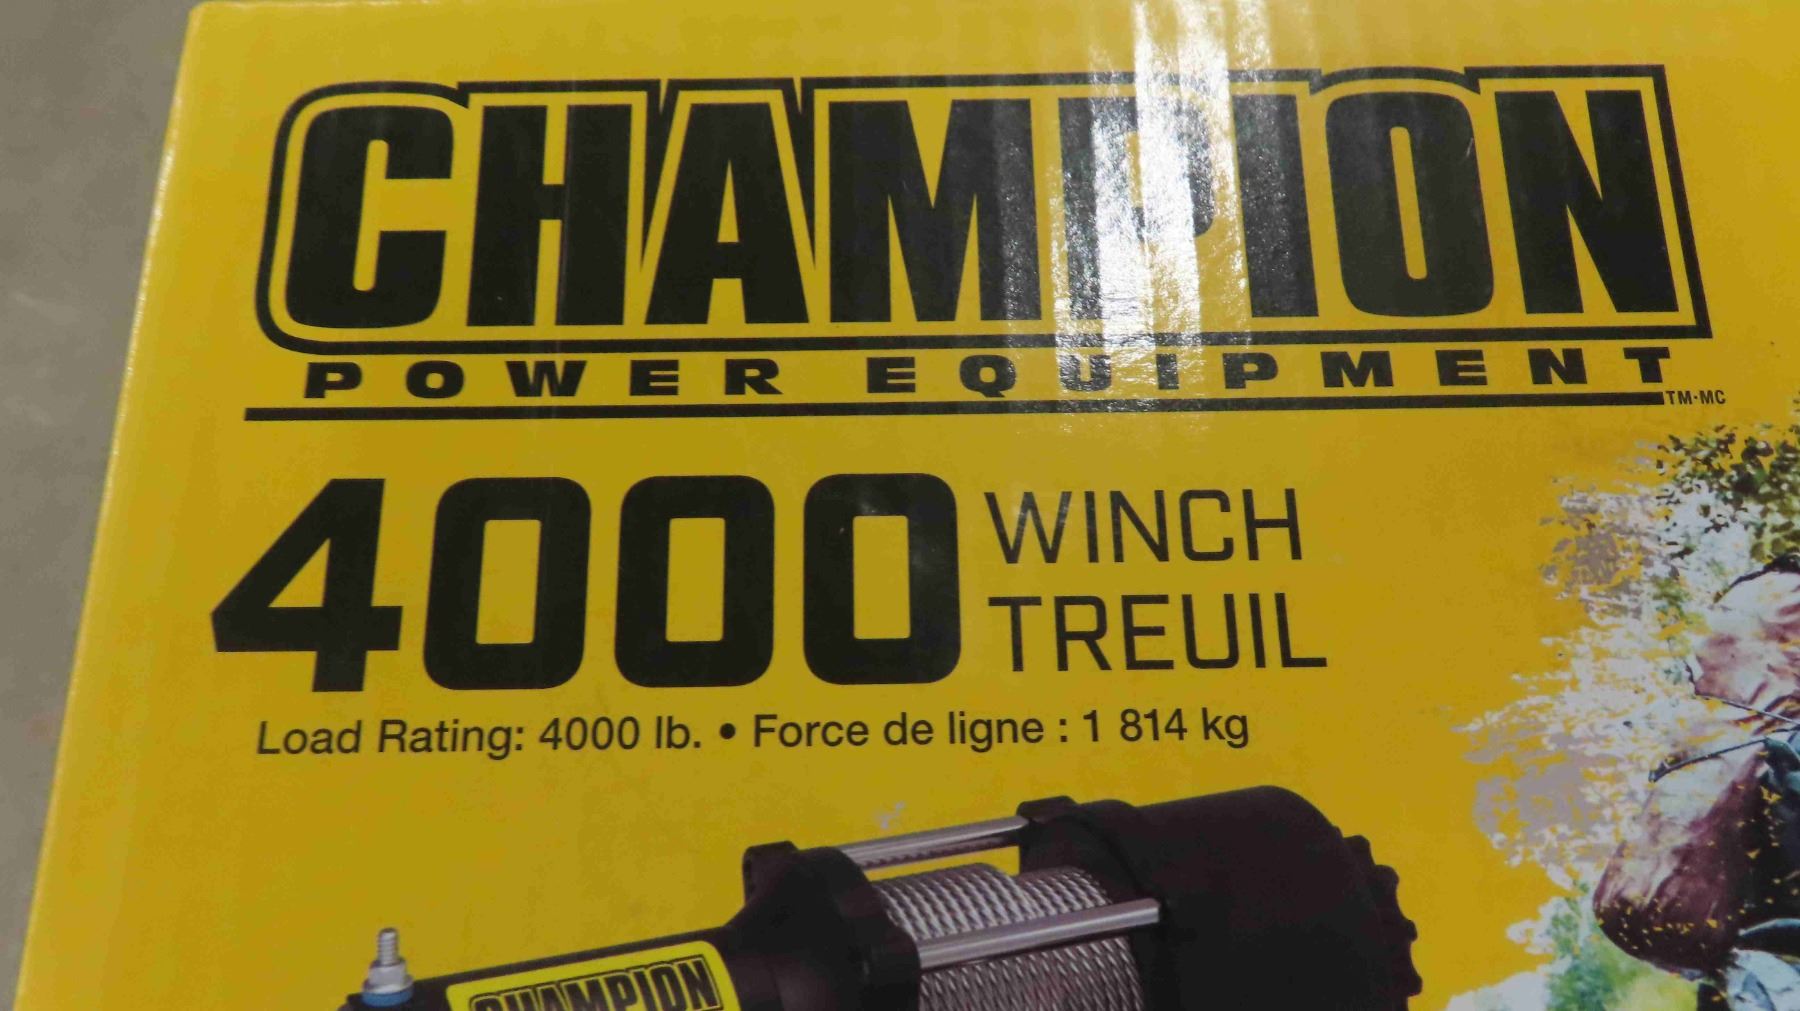 CHAMPION
POWER EQUIPMENT
TM·MC
4000
WINCH
TREUIL
Load Rating: 4000 lb. • Force de ligne : 1 814 kg
CHAMPION